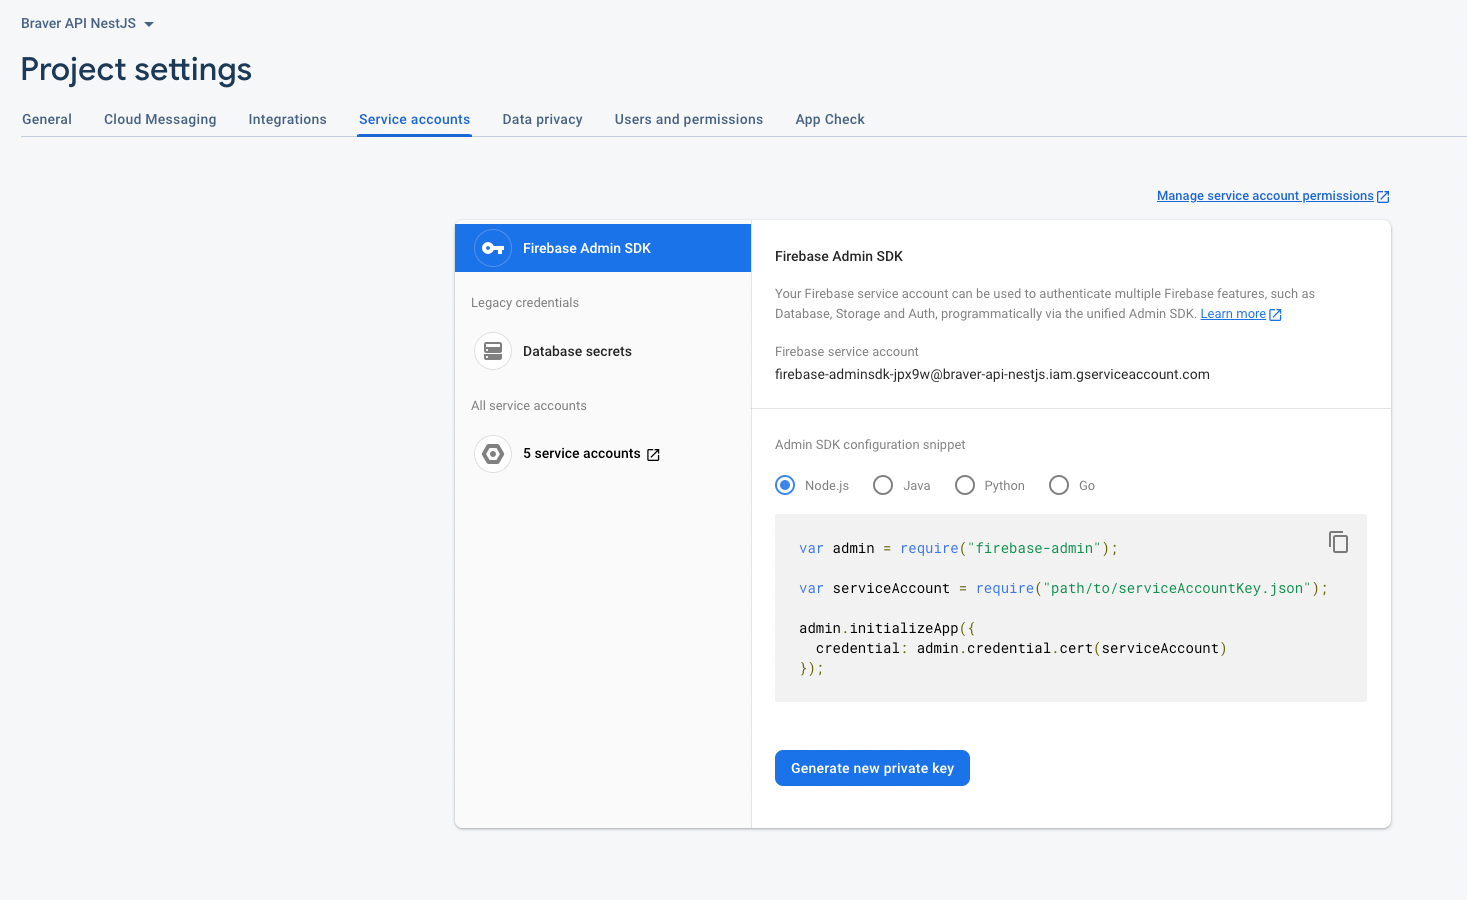 Braver API NestJS
Project settings
General Cloud Messaging Integrations Service accounts Data privacy Users and permissions App Check
Manage service account permissions
Firebase Admin SDK
Legacy credentials
Database secrets
All service accounts
5 service accounts
Firebase Admin SDK
Your Firebase service account can be used to authenticate multiple Firebase features, such as
Database, Storage and Auth, programmatically via the unified Admin SDK. Learn more
Firebase service account
firebase-adminsdk-jpx9w@braver-api-nestjs.iam.gserviceaccount.com
Admin SDK configuration snippet
Node.js Java Python Go
var admin = require("firebase-admin");
var serviceAccount = require("path/to/serviceAccountKey.json");
admin.initializeApp({
  credential: admin.credential.cert(serviceAccount)
});
Generate new private key